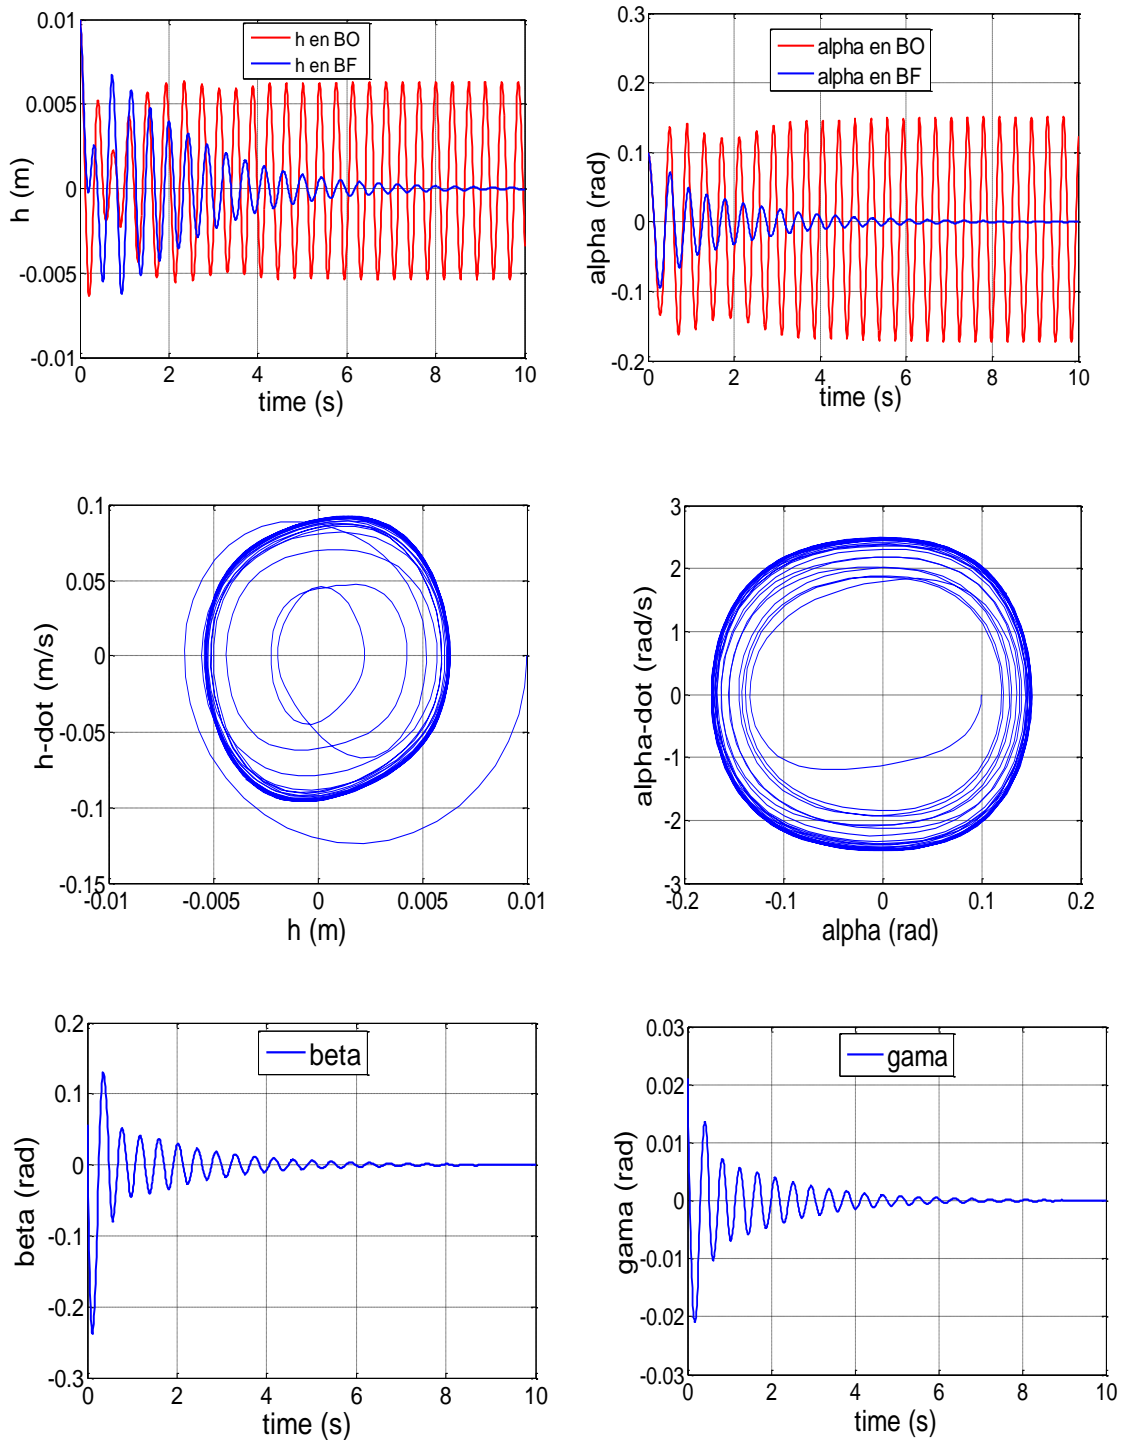 0.01
0.005
0
-0.005
-0.01
h (m)
h en BO
h en BF
0 2 4 6 8 10
time (s)
0.3
0.2
0.1
0
-0.1
-0.2
alpha (rad)
alpha en BO
alpha en BF
0 2 4 6 8 10
time (s)
0.1
0.05
0
-0.05
-0.1
-0.15
h-dot (m/s)
-0.01 -0.005 0 0.005 0.01
h (m)
3
2
1
0
-1
-2
-3
alpha-dot (rad/s)
-0.2 -0.1 0 0.1 0.2
alpha (rad)
0.2
0.1
0
-0.1
-0.2
-0.3
beta (rad)
beta
0 2 4 6 8 10
time (s)
0.03
0.02
0.01
0
-0.01
-0.02
-0.03
gama (rad)
gama
0 2 4 6 8 10
time (s)